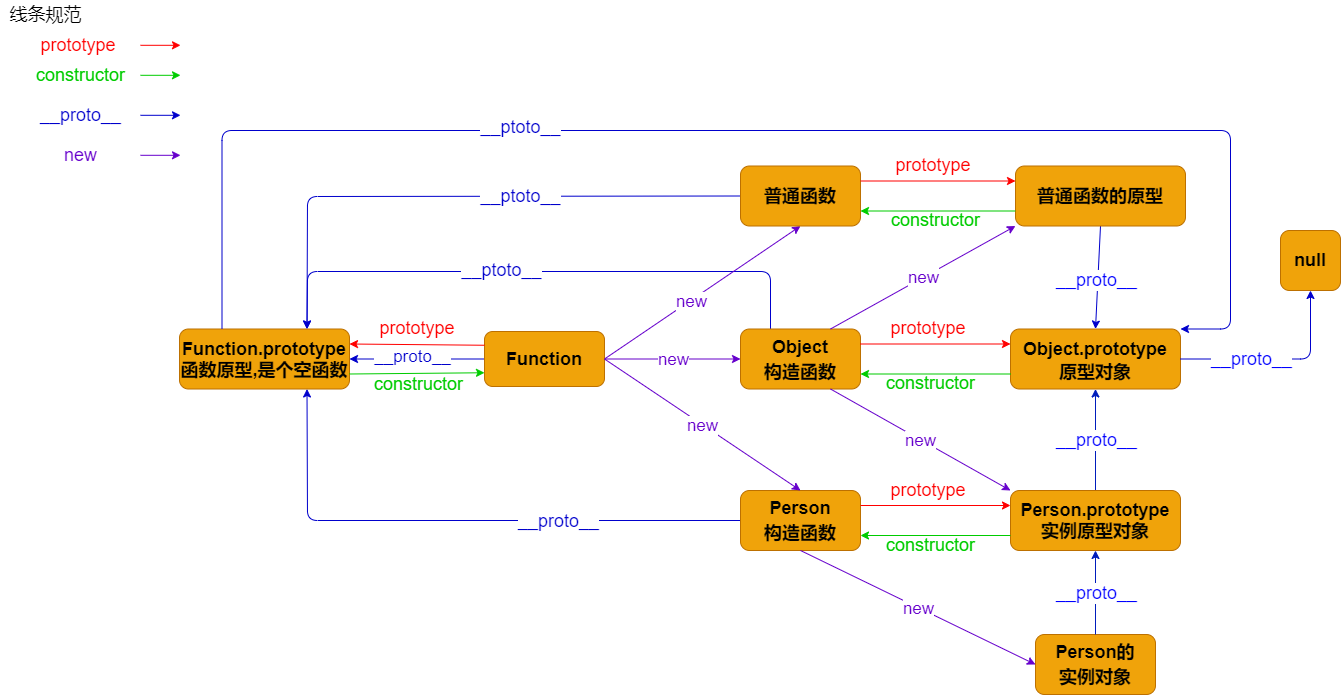 线条规范
prototype
constructor
__proto__
new
__ptoto__
prototype
普通函数
普通函数的原型
__ptoto__
constructor
null
__ptoto__
new
__proto__
new
prototype
prototype
Function.prototype
函数原型,是个空函数
__proto__
Function
new
Object
构造函数
Object.prototype
原型对象
__proto__
constructor
constructor
new
new
__proto__
prototype
Person
构造函数
Person.prototype
实例原型对象
__proto__
constructor
new
__proto__
Person的
实例对象